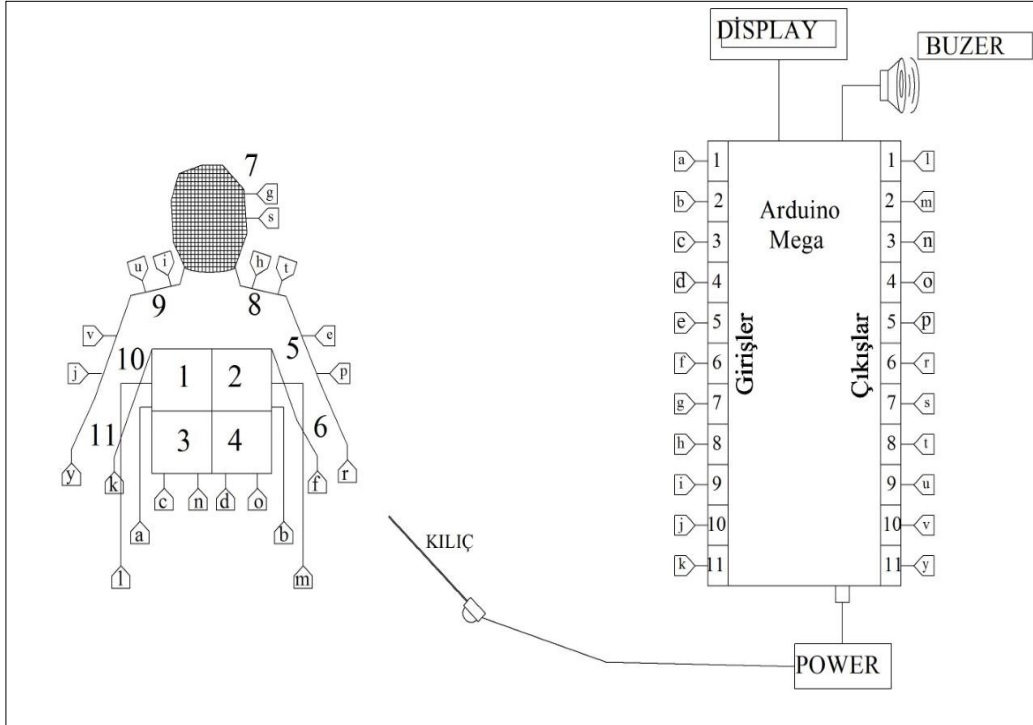 DİSPLAY
BUZER
7
g
s
u
i
h
t
9
8
v
e
j
10
5
p
1
2
11
3
4
6
y
k
f
r
c
n
d
o
a
b
l
m
KILIÇ
Arduino
Mega
Girişler
Çıkışlar
a 1
b 2
c 3
d 4
e 5
f 6
g 7
h 8
i 9
j 10
k 11
1 l
2 m
3 n
4 o
5 p
6 r
7 s
8 t
9 u
10 v
11 y
POWER